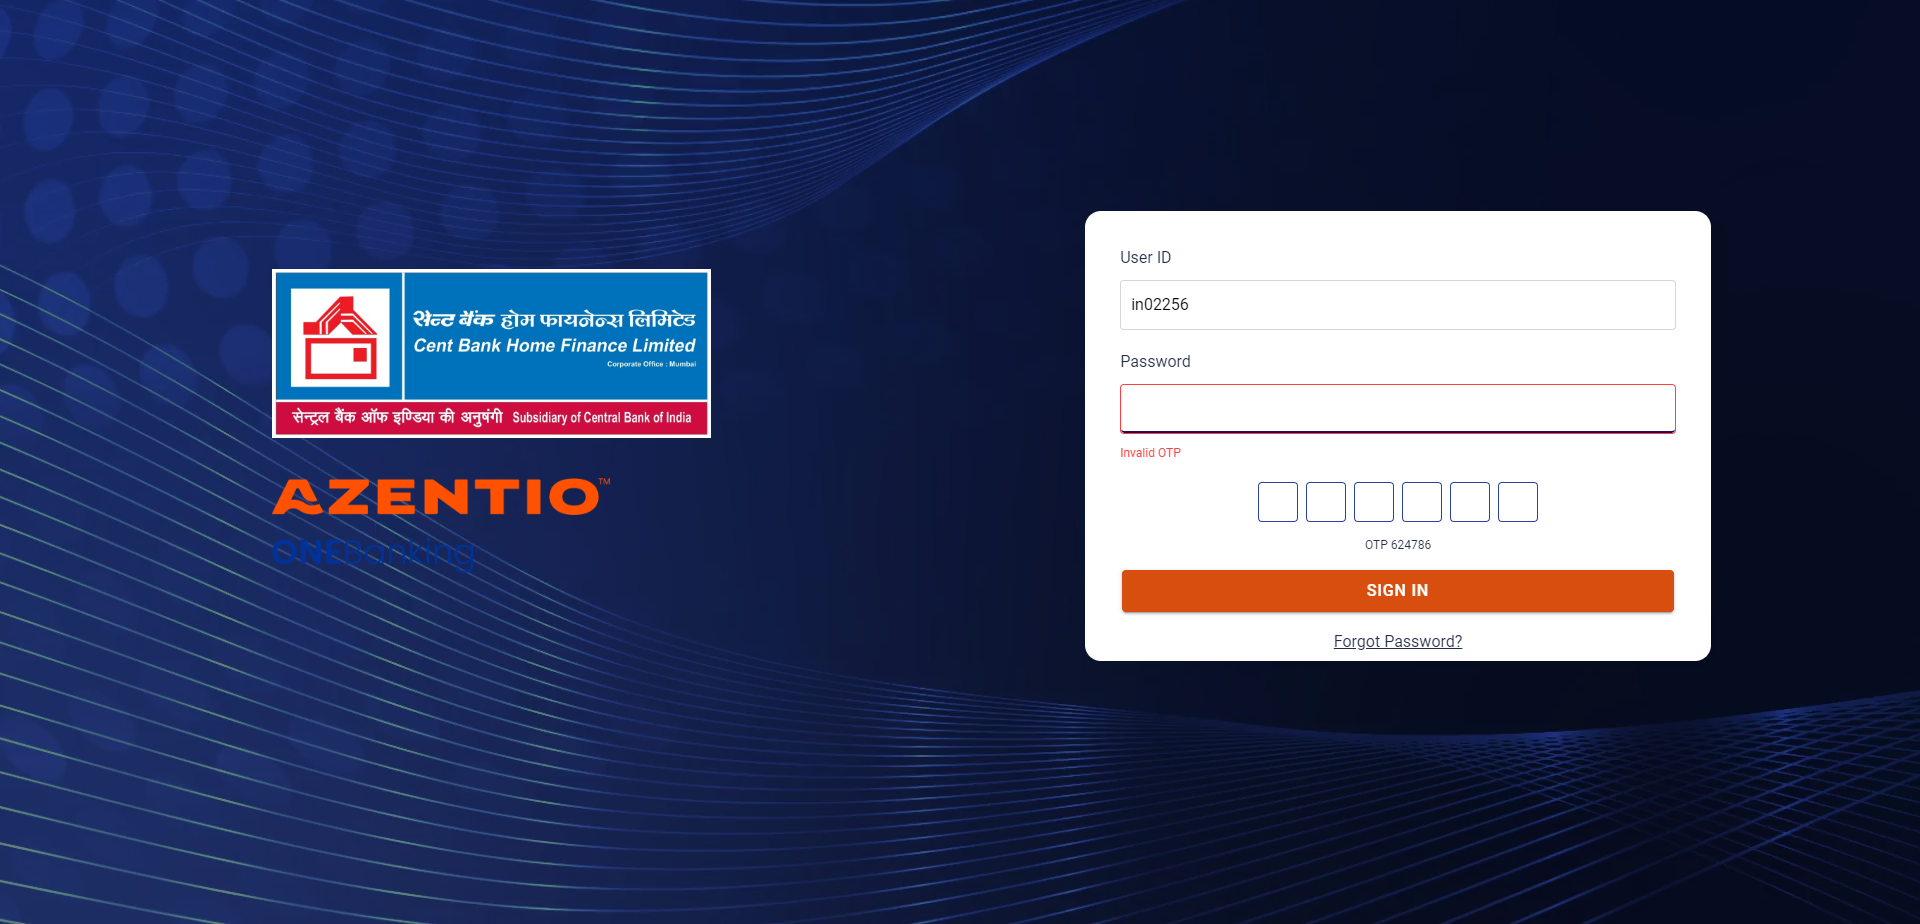 सेन्ट बैंक होम फायनेन्स लिमिटेड
Cent Bank Home Finance Limited
Corporate Office : Mumbai
सेन्ट्रल बैंक ऑफ इण्डिया की अनुषंगी Subsidiary of Central Bank of India
AZENTIO™
ONEBanking
User ID
in02256
Password
Invalid OTP
OTP 624786
SIGN IN
Forgot Password?